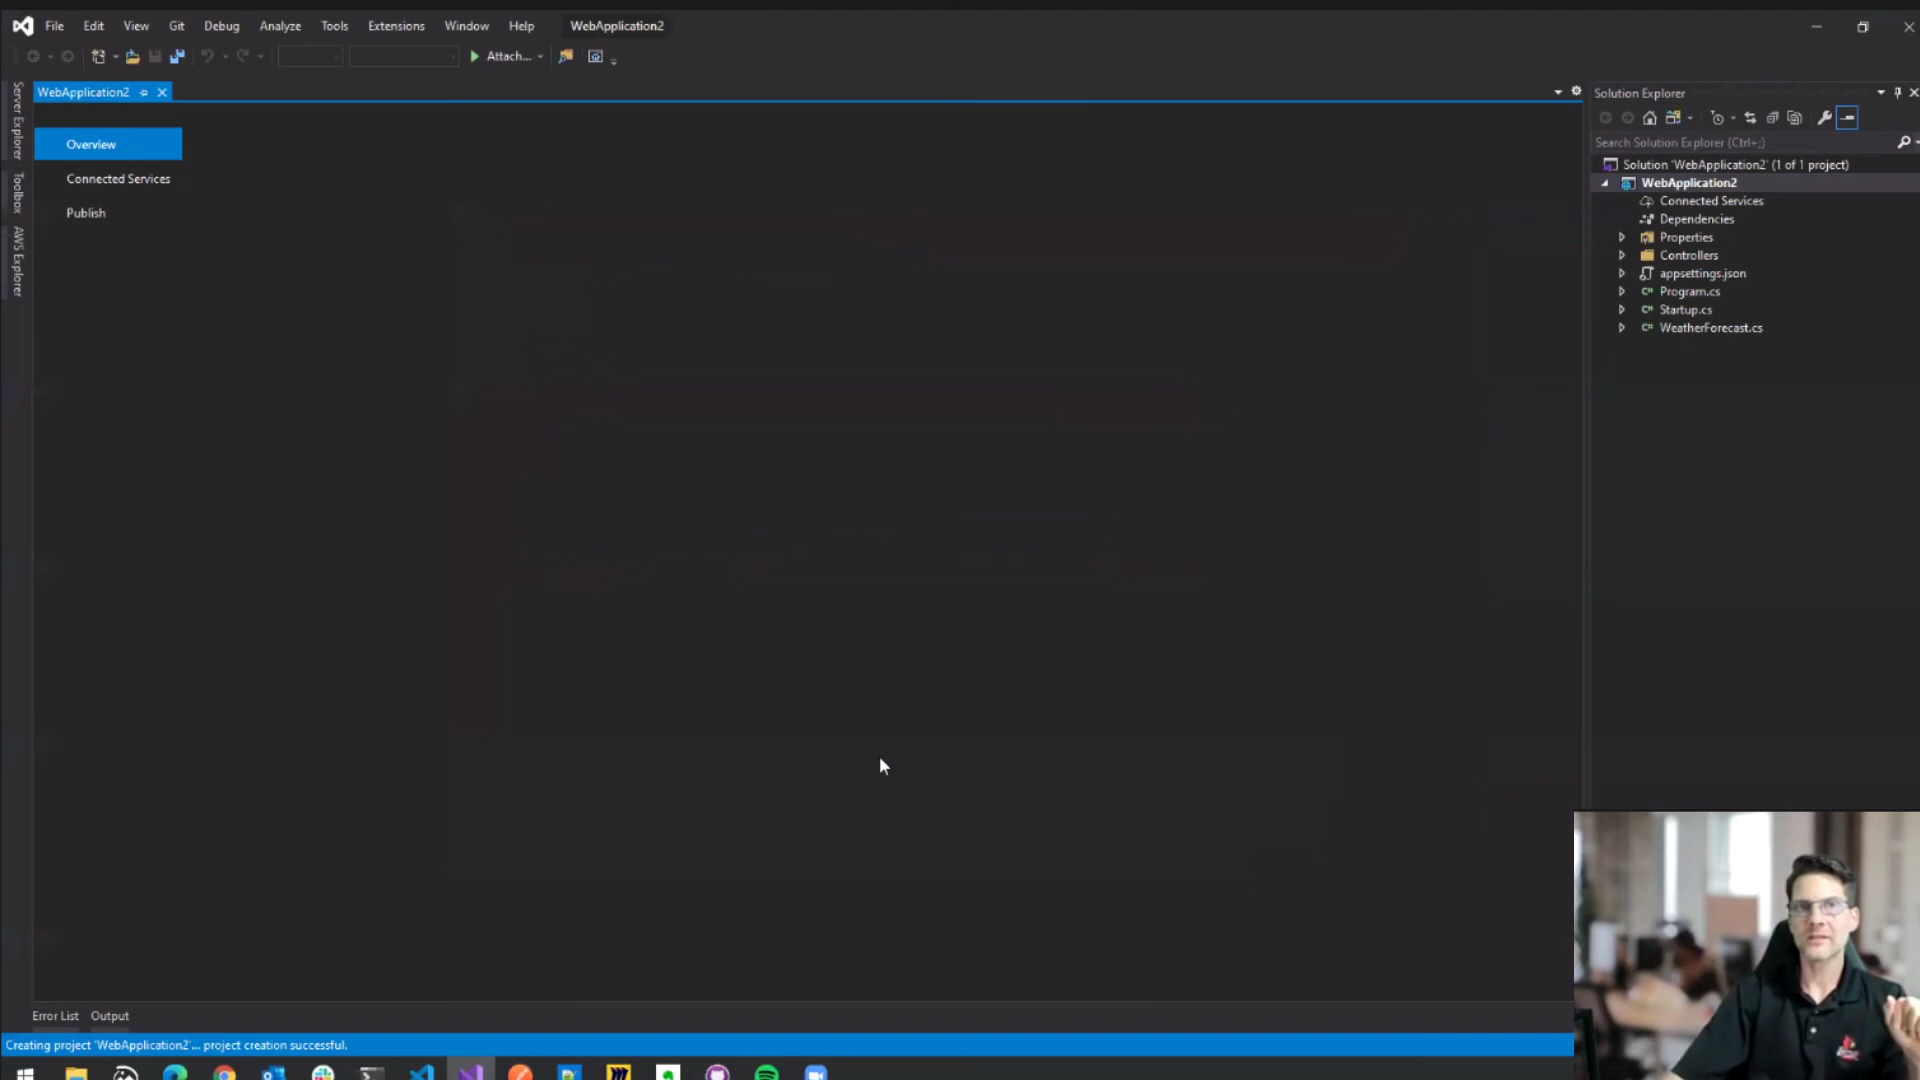 File Edit View Git Debug Analyze Tools Extensions Window Help WebApplication2
Attach...
WebApplication2
Server Explorer
Toolbox
AWS Explorer
Overview
Connected Services
Publish
Solution Explorer
Search Solution Explorer (Ctrl+;)
Solution 'WebApplication2' (1 of 1 project)
WebApplication2
Connected Services
Dependencies
Properties
Controllers
appsettings.json
Program.cs
Startup.cs
WeatherForecast.cs
Error List Output
Creating project 'WebApplication2'... project creation successful.